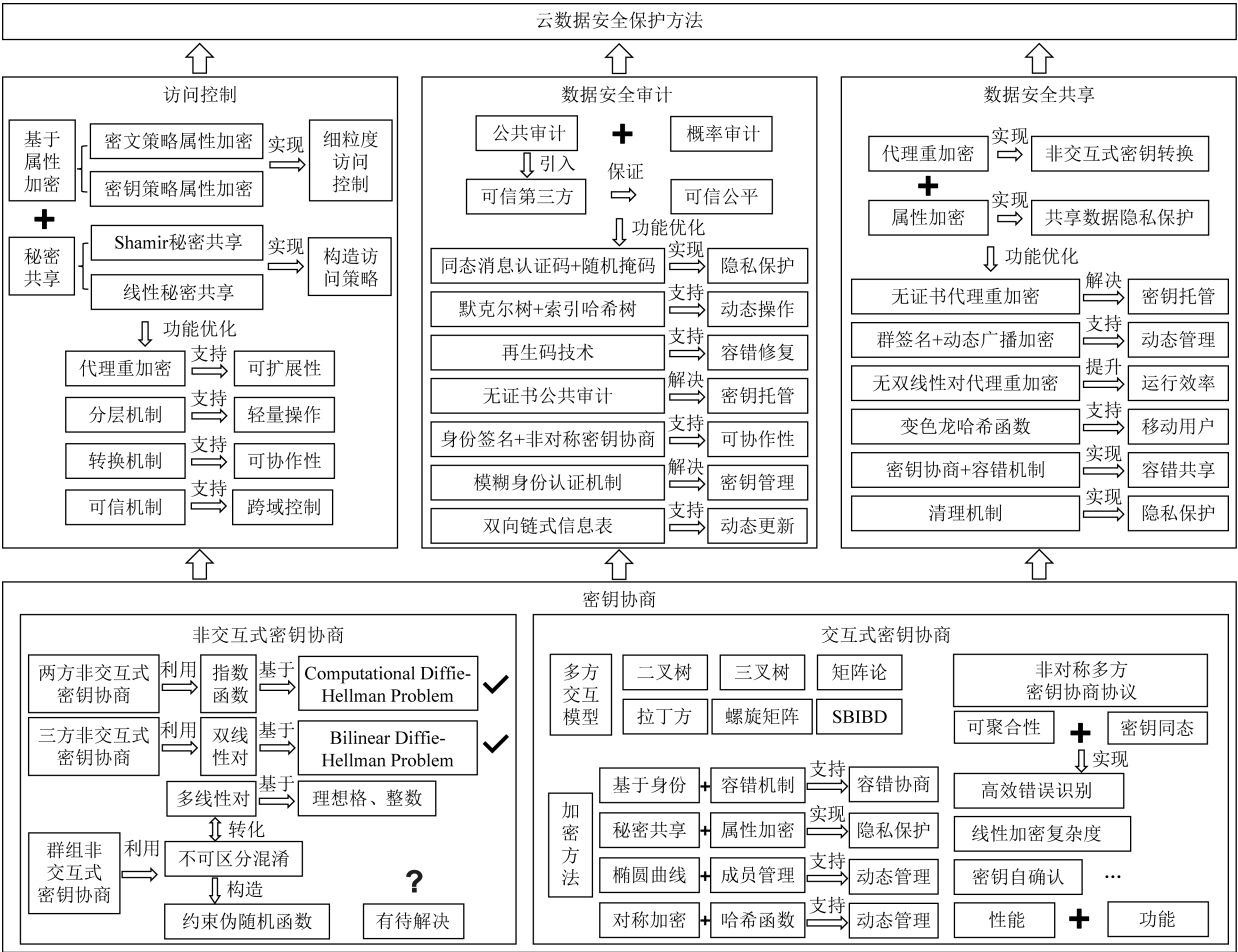 云数据安全保护方法
访问控制
基于
属性
加密
密文策略属性加密
密钥策略属性加密
实现
细粒度
访问
控制
+
秘密
共享
Shamir秘密共享
线性秘密共享
实现
构造访
问策略
功能优化
代理重加密
支持
可扩展性
分层机制
支持
轻量操作
转换机制
支持
可协作性
可信机制
支持
跨域控制
数据安全审计
公共审计
+
概率审计
引入
可信第三方
保证
可信公平
功能优化
同态消息认证码+随机掩码
实现
隐私保护
默克尔树+索引哈希树
支持
动态操作
再生码技术
支持
容错修复
无证书公共审计
解决
密钥托管
身份签名+非对称密钥协商
支持
可协作性
模糊身份认证机制
解决
密钥管理
双向链式信息表
支持
动态更新
数据安全共享
代理重加密
实现
非交互式密钥转换
+
属性加密
实现
共享数据隐私保护
功能优化
无证书代理重加密
解决
密钥托管
群签名+动态广播加密
支持
动态管理
无双线性对代理重加密
提升
运行效率
变色龙哈希函数
支持
移动用户
密钥协商+容错机制
实现
容错共享
清理机制
实现
隐私保护
密钥协商
非交互式密钥协商
两方非交互式
密钥协商
利用
指数
函数
基于
Computational Diffie-
Hellman Problem
三方非交互式
密钥协商
利用
双线
性对
基于
Bilinear Diffie-
Hellman Problem
多线性对
基于
理想格、整数
转化
群组非
交互式
密钥协商
利用
不可区分混淆
构造
约束伪随机函数
?
有待解决
交互式密钥协商
多方
交互
模型
二叉树
三叉树
矩阵论
拉丁方
螺旋矩阵
SBIBD
加
密
方
法
基于身份
+
容错机制
支持
容错协商
秘密共享
+
属性加密
实现
隐私保护
椭圆曲线
+
成员管理
支持
动态管理
对称加密
+
哈希函数
支持
动态管理
非对称多方
密钥协商协议
可聚合性
+
密钥同态
实现
高效错误识别
线性加密复杂度
密钥自确认
…
性能
+
功能